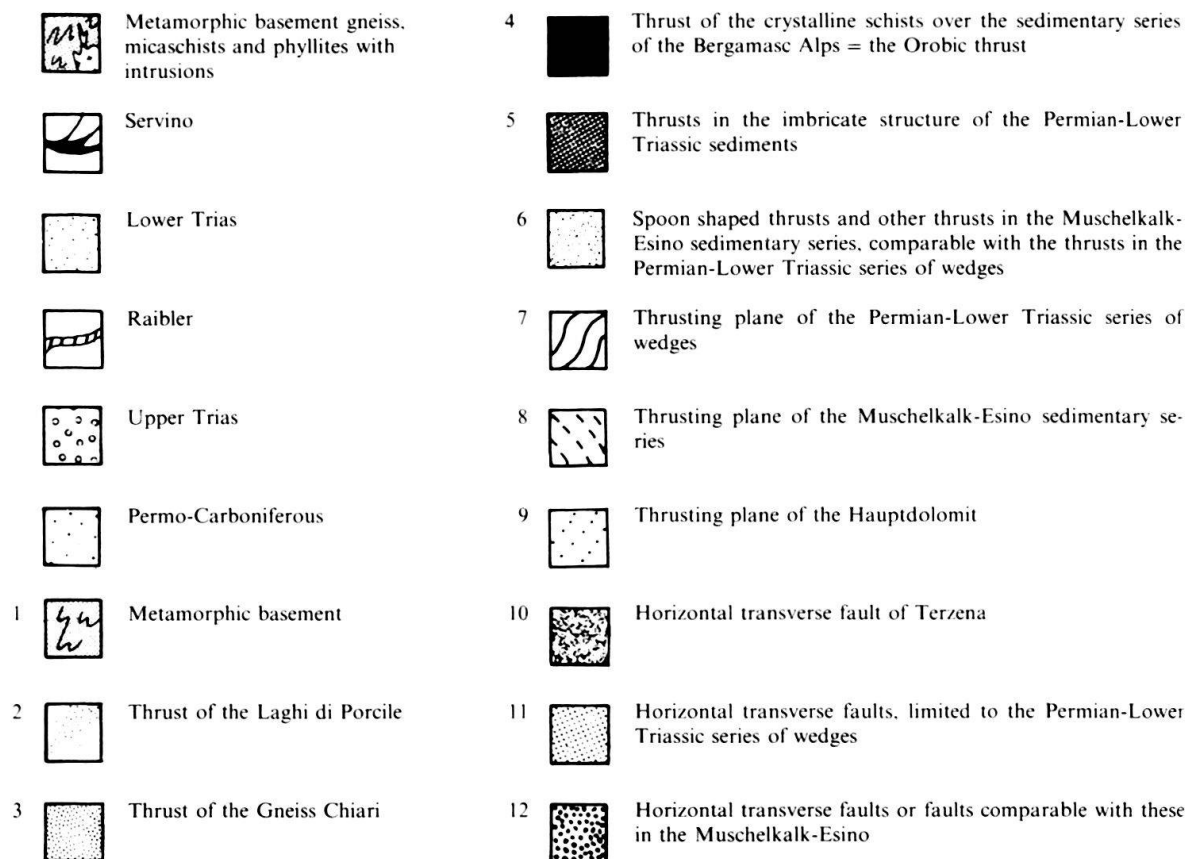 Metamorphic basement gneiss,
micaschists and phyllites with
intrusions
Servino
Lower Trias
Raibler
Upper Trias
Permo-Carboniferous
1 Metamorphic basement
2 Thrust of the Laghi di Porcile
3 Thrust of the Gneiss Chiari
4 Thrust of the crystalline schists over the sedimentary series
of the Bergamasc Alps = the Orobic thrust
5 Thrusts in the imbricate structure of the Permian-Lower
Triassic sediments
6 Spoon shaped thrusts and other thrusts in the Muschelkalk-
Esino sedimentary series, comparable with the thrusts in the
Permian-Lower Triassic series of wedges
7 Thrusting plane of the Permian-Lower Triassic series of
wedges
8 Thrusting plane of the Muschelkalk-Esino sedimentary se-
ries
9 Thrusting plane of the Hauptdolomit
10 Horizontal transverse fault of Terzena
11 Horizontal transverse faults, limited to the Permian-Lower
Triassic series of wedges
12 Horizontal transverse faults or faults comparable with these
in the Muschelkalk-Esino